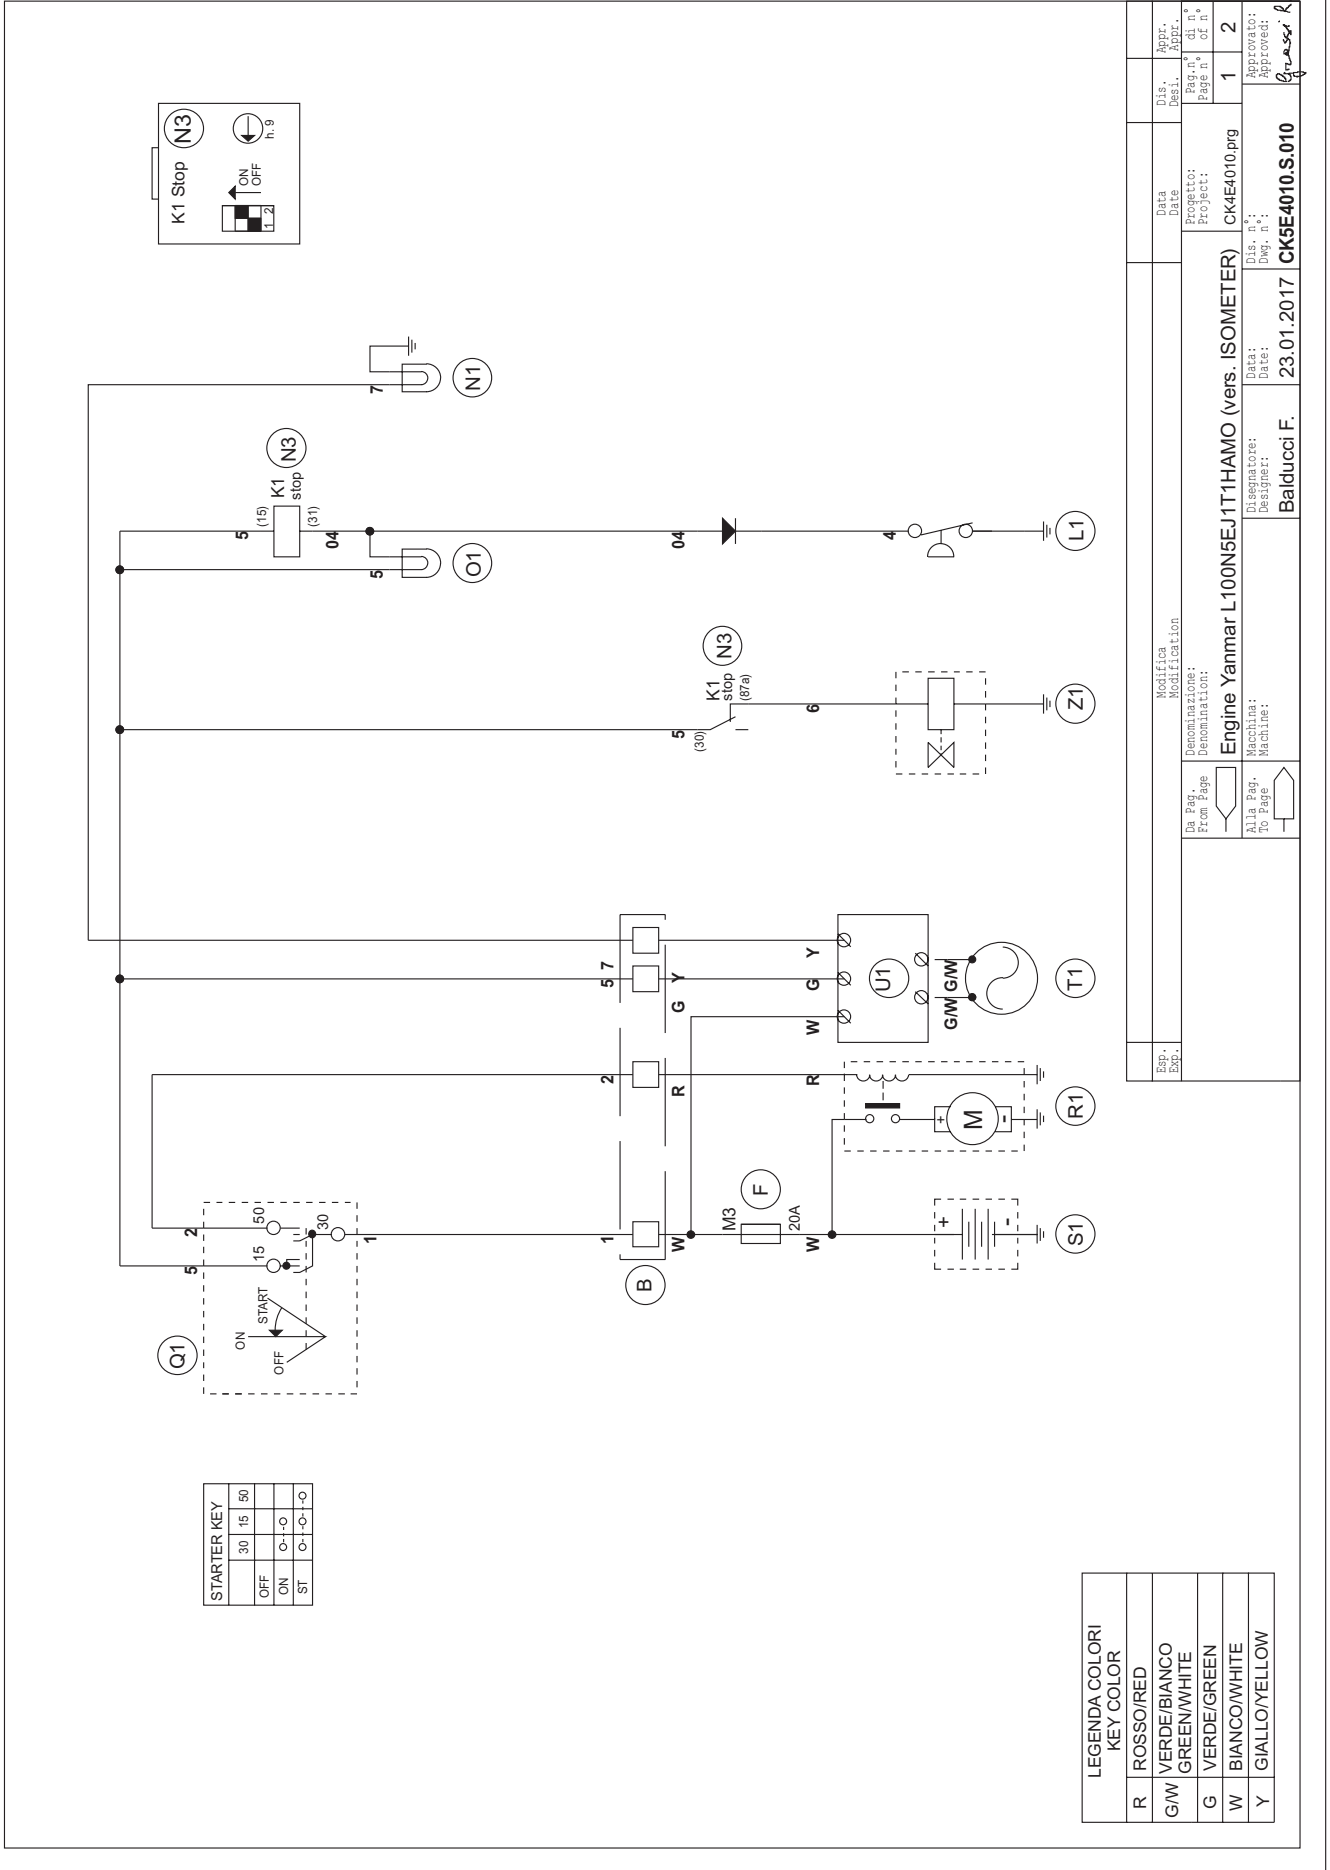 STARTER KEY
30 15 50
OFF
ON
ST
Q1
OFF
ON
START
15
50
30
5
2
1
1
2
5 7
B
W
R
G
Y
M3
F
20A
W
R
W
G
Y
U1
G/W G/W
+
-
S1
+
M
-
R1
T1
5
(30)
K1
stop
(87a)
N3
6
Z1
5
(15)
K1
stop
N3
(31)
04
5
O1
04
4
L1
7
N1
K1 Stop
N3
1 2
ON
OFF
h. 9
LEGENDA COLORI
KEY COLOR
R ROSSO/RED
G/W VERDE/BIANCO
GREEN/WHITE
G VERDE/GREEN
W BIANCO/WHITE
Y GIALLO/YELLOW
Esp.
Exp.
Modifica
Modification
Data
Date
Dis.
Desi.
Appr.
Appr.
Da Pag.
From Page
Denominazione:
Denomination:
Engine Yanmar L100N5EJ1T1HAMO (vers. ISOMETER)
Progetto:
Project:
CK4E4010.prg
Pag.n°
Page n°
1
di n°
of n°
2
Alla Pag.
To Page
Macchina:
Machine:
Disegnatore:
Designer:
Balducci F.
Data:
Date:
23.01.2017
Dis. n°:
Dwg. n°:
CK5E4010.S.010
Approvato:
Approved:
Grassi R